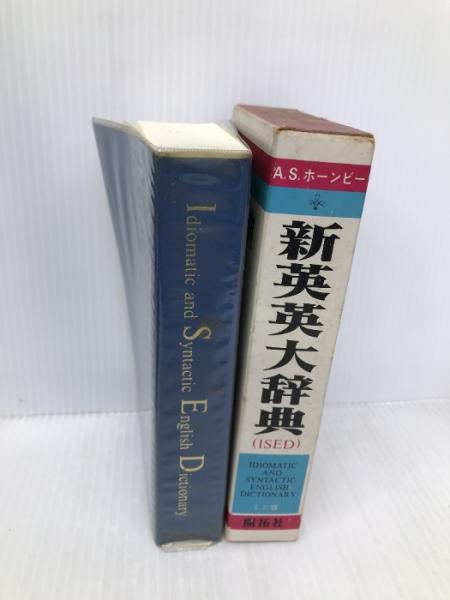 Idiomatic and Syntactic English Dictionary
A.S.ホーンビー
新英英大辞典
(ISED)
IDIOMATIC
AND
SYNTACTIC
ENGLISH
DICTIONARY
開拓社